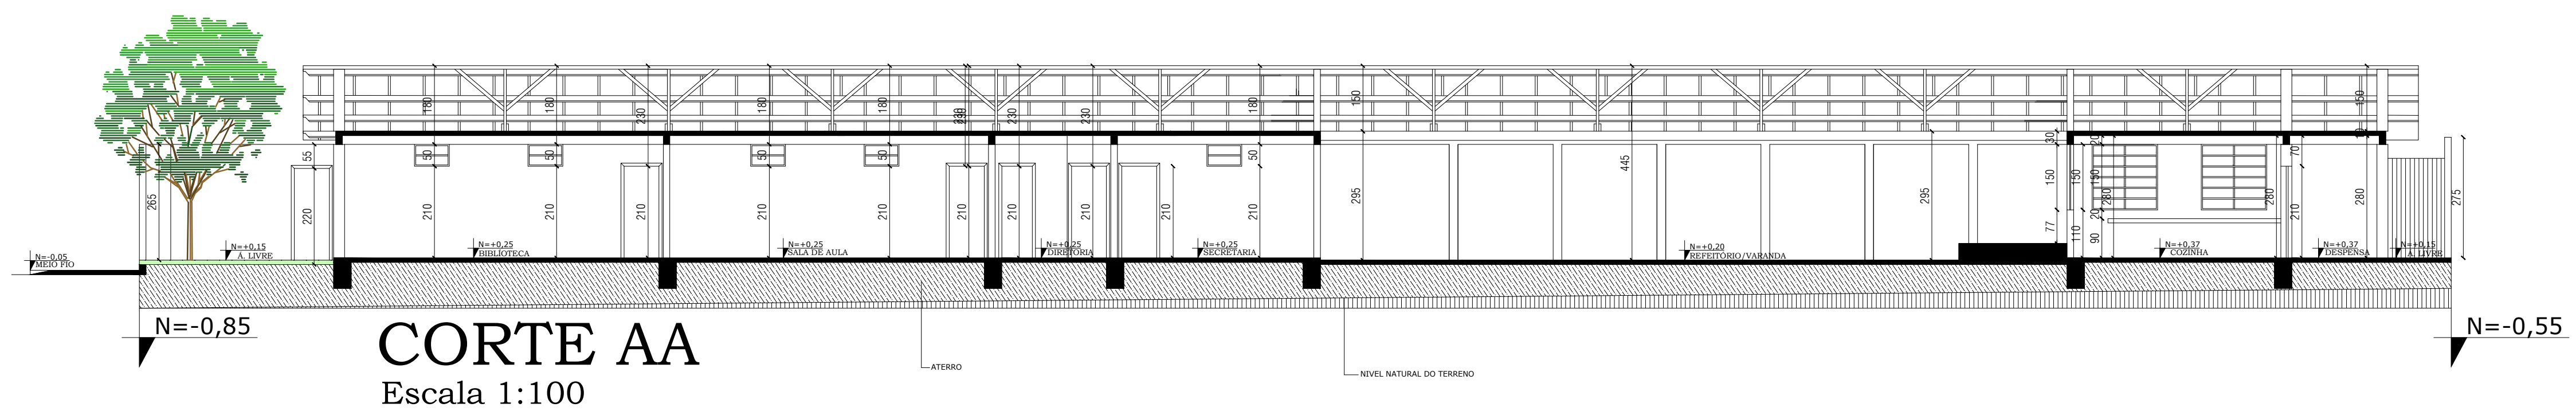 180
180
230
180
180
230
230
230
180
150
150
55
50
50
50
50
50
30
20
70
10
445
265
220
210
210
210
210
210
210
210
210
210
210
295
295
150
150
150
280
280
210
280
275
77
110
20
90
N=-0,05
MEIO FIO
N=+0,15
A. LIVRE
N=+0,25
BIBLIOTECA
N=+0,25
SALA DE AULA
N=+0,25
DIRETORIA
N=+0,25
SECRETARIA
N=+0,20
REFEITORIO/VARANDA
N=+0,37
COZINHA
N=+0,37
DESPENSA
N=+0,15
A. LIVRE
N=-0,85
N=-0,55
CORTE AA
Escala 1:100
ATERRO
NIVEL NATURAL DO TERRENO